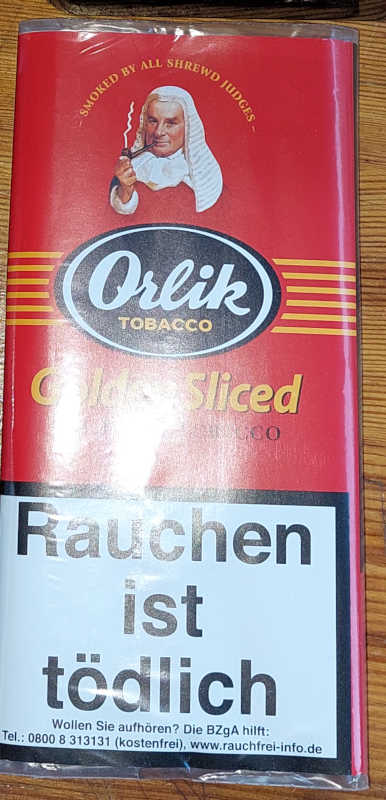 – SMOKED BY ALL SHREWD JUDGES –
Orlik
TOBACCO
Golden Sliced
Rauchen
ist
tödlich
Wollen Sie aufhören? Die BZgA hilft:
Tel.: 0800 8 313131 (kostenfrei), www.rauchfrei-info.de